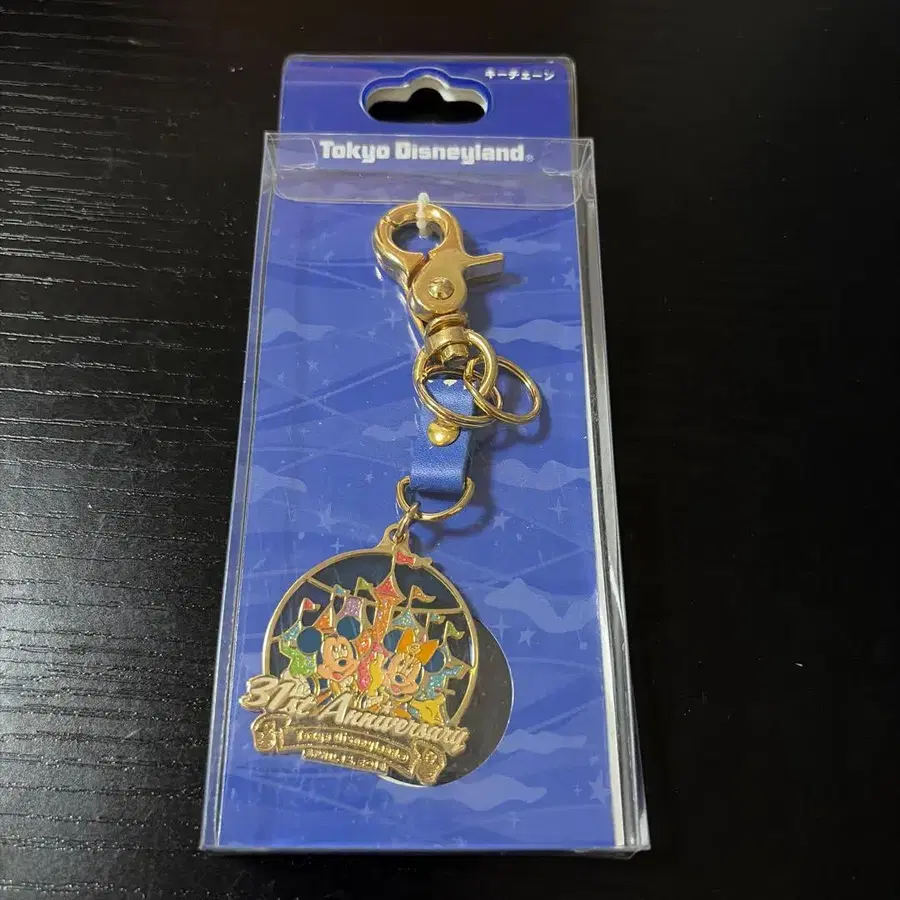 キーチェーン
Tokyo Disneyland®
31st Anniversary
Tokyo Disneyland